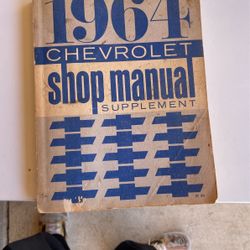 1964
CHEVROLET
shop manual
SUPPLEMENT